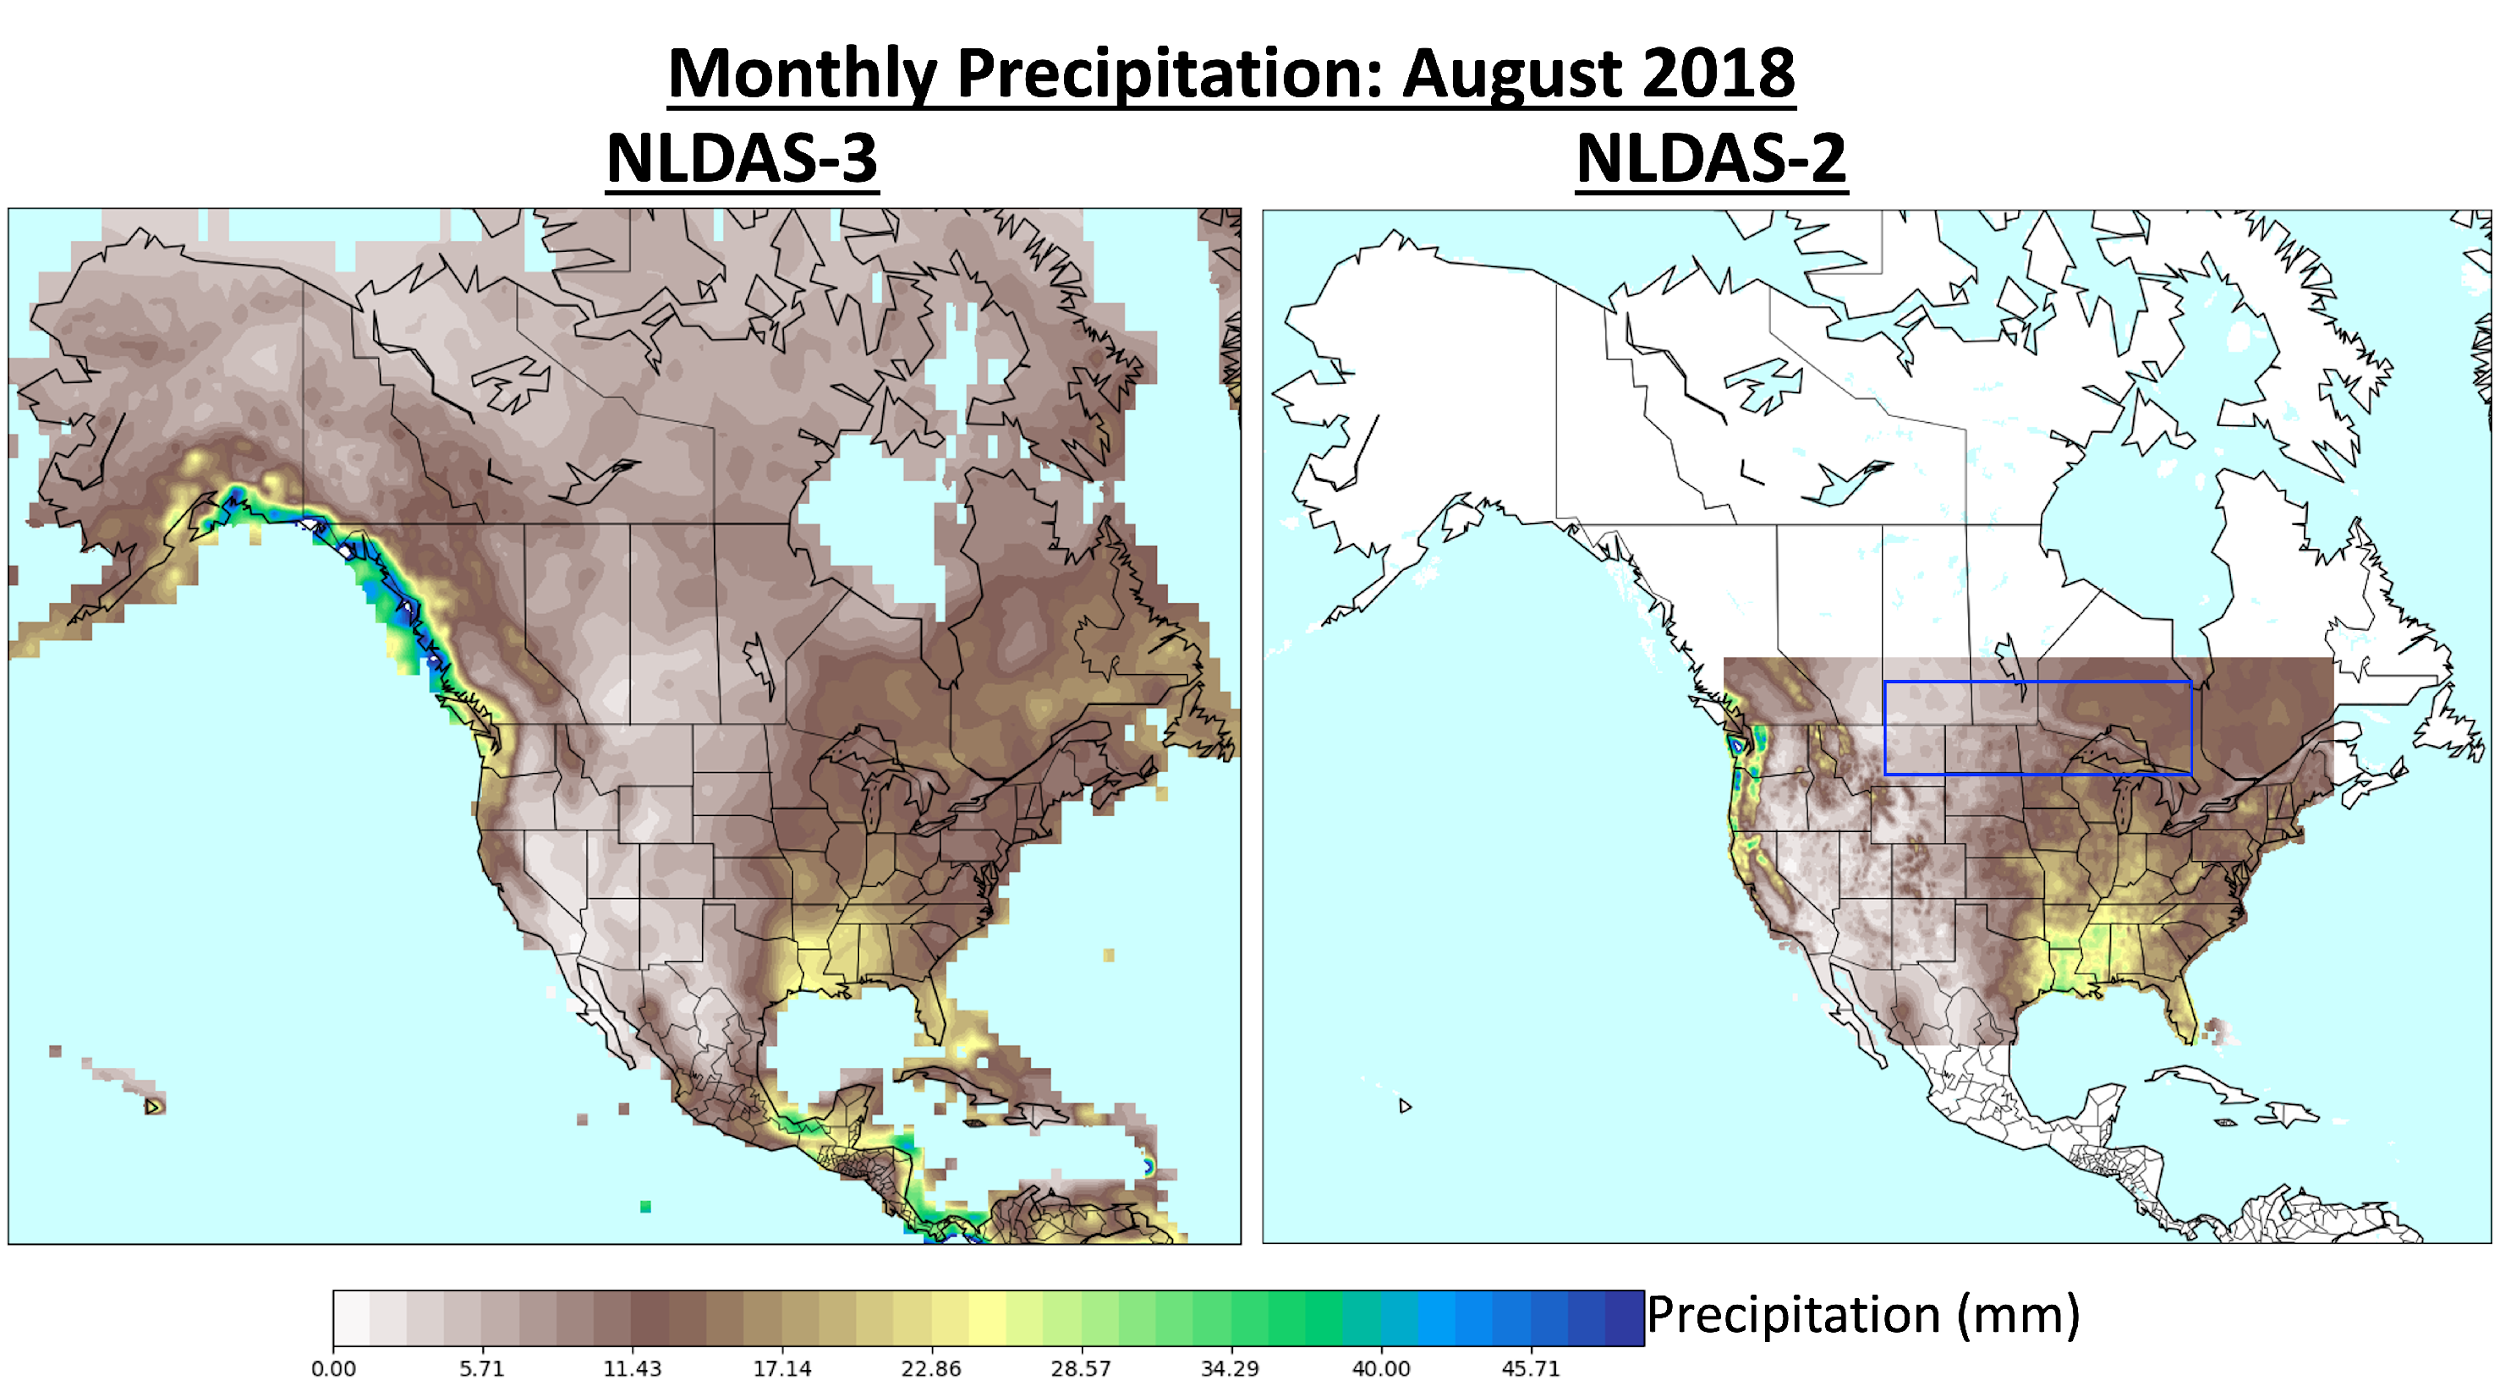 Monthly Precipitation: August 2018
NLDAS-3
NLDAS-2
Precipitation (mm)
0.00 5.71 11.43 17.14 22.86 28.57 34.29 40.00 45.71